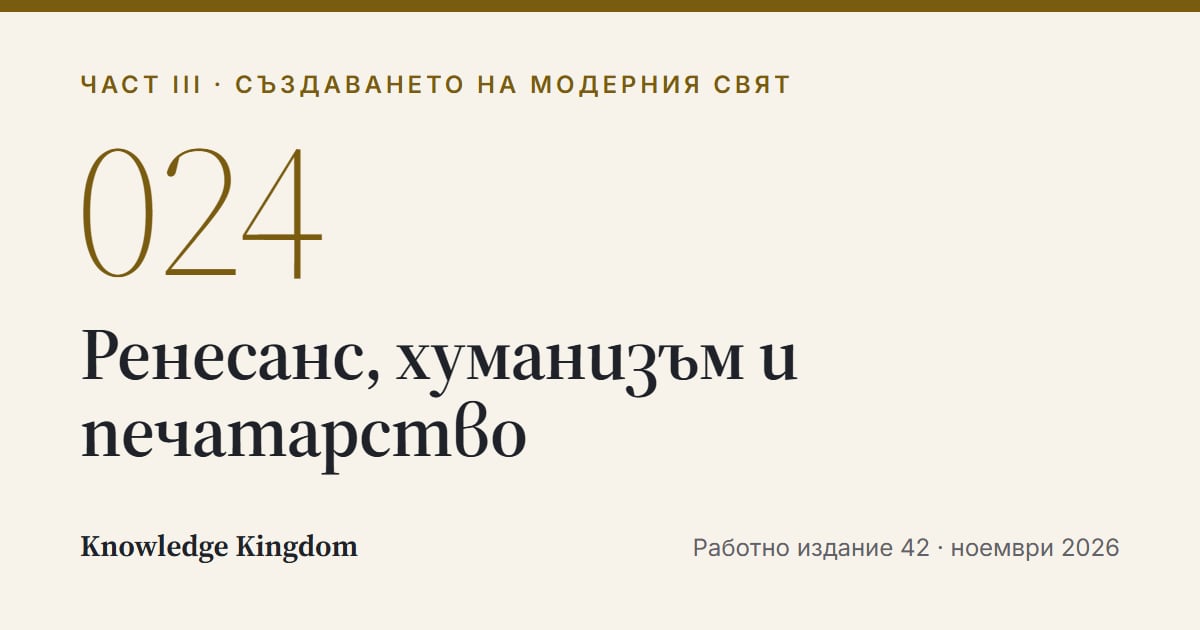 ЧАСТ III · СЪЗДАВАНЕТО НА МОДЕРНИЯ СВЯТ
024
Ренесанс, хуманизъм и
печатарство
Knowledge Kingdom
Работно издание 42 · ноември 2026